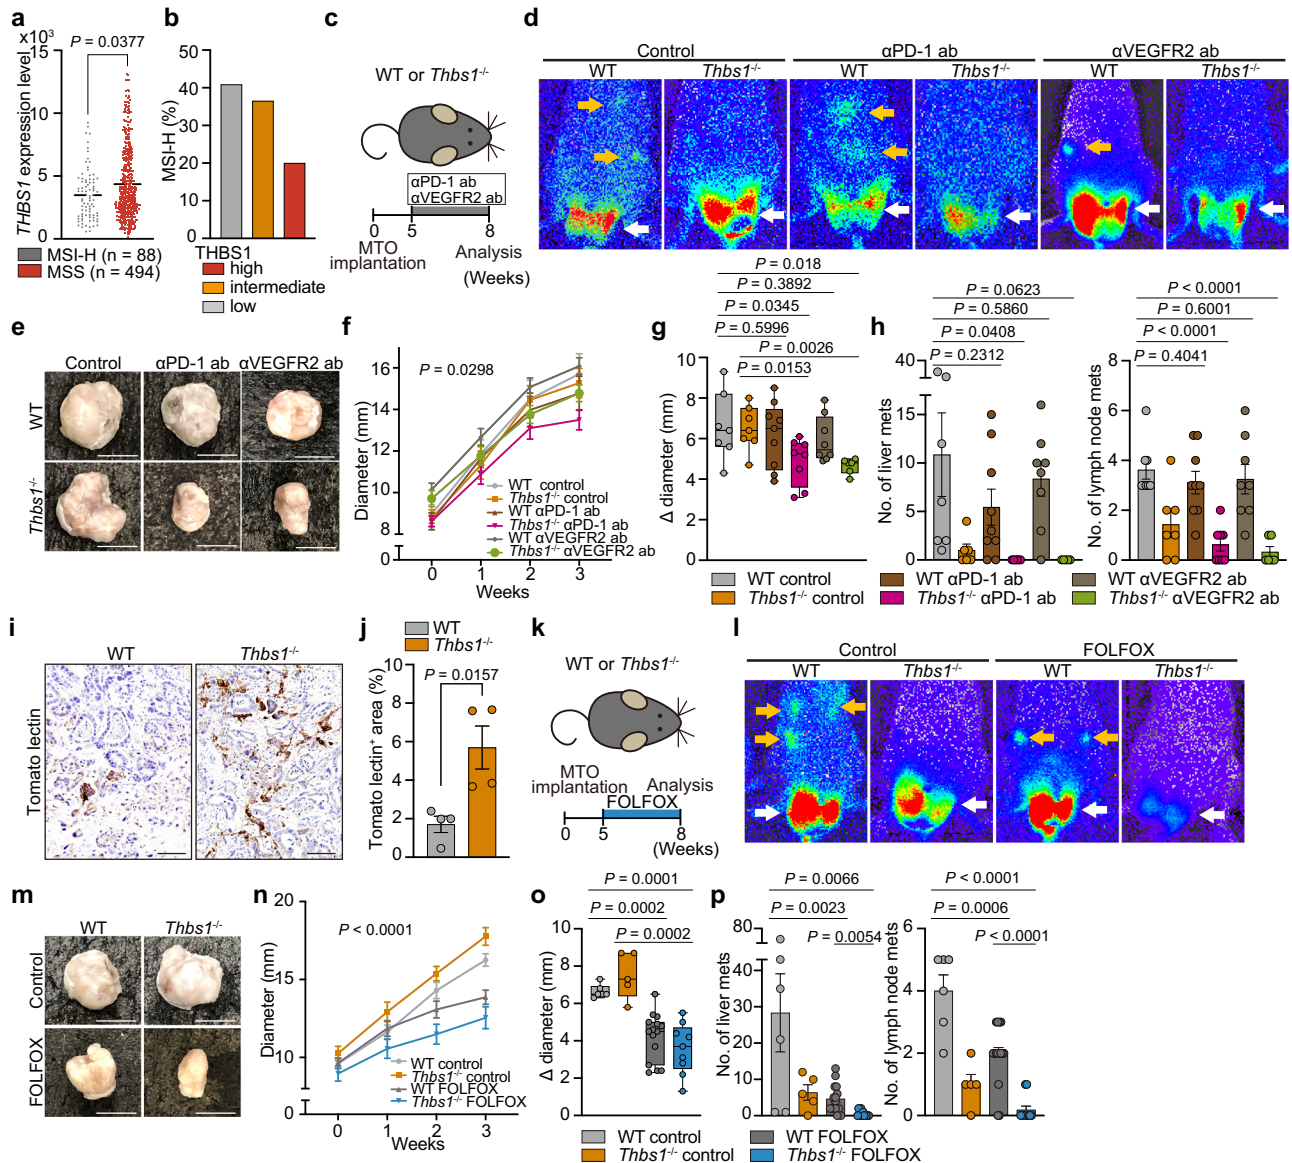 a
x10³
P = 0.0377
15
10
5
0
THBS1 expression level
MSI-H (n = 88)
MSS (n = 494)
b
50
40
30
20
10
0
MSI-H (%)
THBS1
high
intermediate
low
c
WT or Thbs1-/-
αPD-1 ab
αVEGFR2 ab
0 5 8
MTO implantation
Analysis
(Weeks)
d
Control αPD-1 ab αVEGFR2 ab
WT Thbs1-/- WT Thbs1-/- WT Thbs1-/-
e
Control αPD-1 ab αVEGFR2 ab
WT
Thbs1-/-
f
P = 0.0298
16
14
12
10
8
0
Diameter (mm)
WT control
Thbs1-/- control
WT αPD-1 ab
Thbs1-/- αPD-1 ab
WT αVEGFR2 ab
Thbs1-/- αVEGFR2 ab
0 1 2 3
Weeks
g
P = 0.018
P = 0.3892
P = 0.0345
P = 0.5996
P = 0.0026
P = 0.0153
10
8
6
4
2
0
Δ diameter (mm)
h
P = 0.0623
P = 0.5860
P = 0.0408
P = 0.2312
40
15
10
5
0
No. of liver mets
P < 0.0001
P = 0.6001
P < 0.0001
P = 0.4041
8
6
4
2
0
No. of lymph node mets
WT control
WT αPD-1 ab
WT αVEGFR2 ab
Thbs1-/- control
Thbs1-/- αPD-1 ab
Thbs1-/- αVEGFR2 ab
i
WT Thbs1-/-
Tomato lectin
j
WT
Thbs1-/-
P = 0.0157
10
8
6
4
2
0
Tomato lectin+ area (%)
k
WT or Thbs1-/-
MTO implantation
Analysis
FOLFOX
0 5 8
(Weeks)
l
Control FOLFOX
WT Thbs1-/- WT Thbs1-/-
m
WT Thbs1-/-
Control
FOLFOX
n
P < 0.0001
20
15
10
0
Diameter (mm)
WT control
Thbs1-/- control
WT FOLFOX
Thbs1-/- FOLFOX
0 1 2 3
Weeks
o
P = 0.0001
P = 0.0002
P = 0.0002
10
8
6
4
2
0
Δ diameter (mm)
p
P = 0.0066
P = 0.0023
P = 0.0054
80
50
40
30
20
10
0
No. of liver mets
P < 0.0001
P = 0.0006
P < 0.0001
6
4
2
0
No. of lymph node mets
WT control
WT FOLFOX
Thbs1-/- control
Thbs1-/- FOLFOX